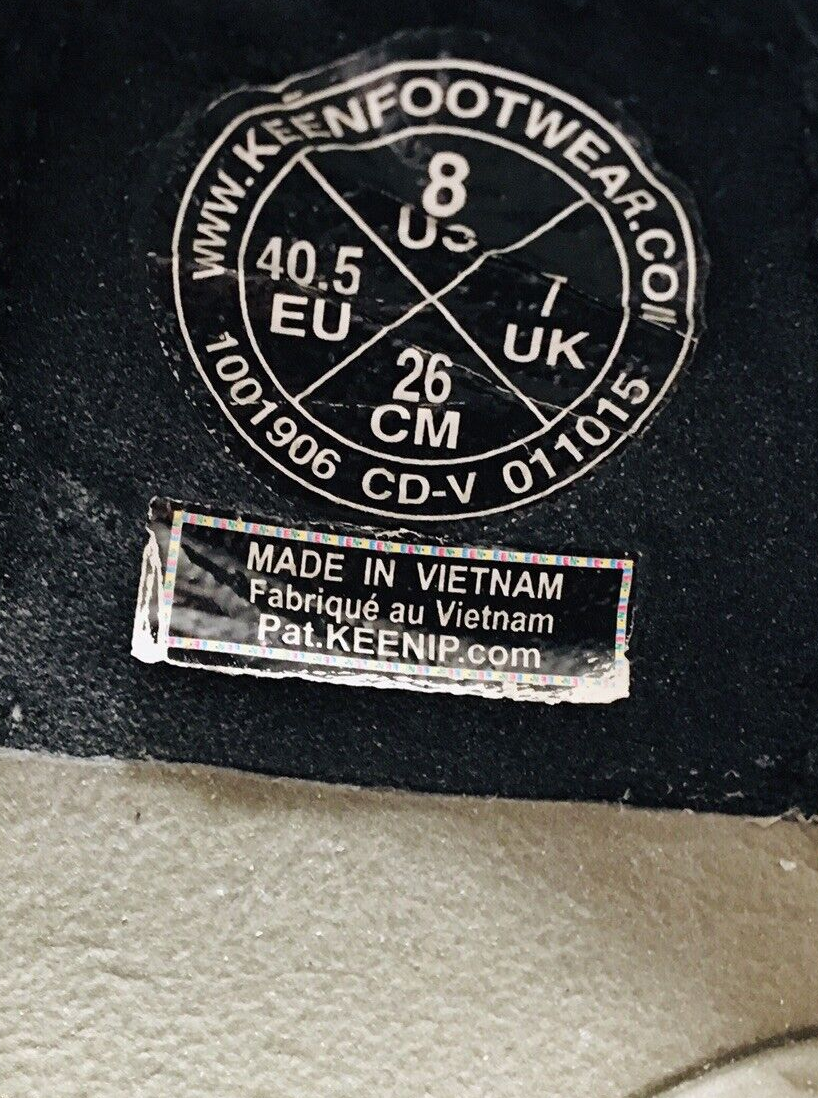 WWW.KEENFOOTWEAR.COM
8
US
40.5
EU
7
UK
26
CM
1001906 CD-V 011015
MADE IN VIETNAM
Fabriqué au Vietnam
Pat.KEENIP.com